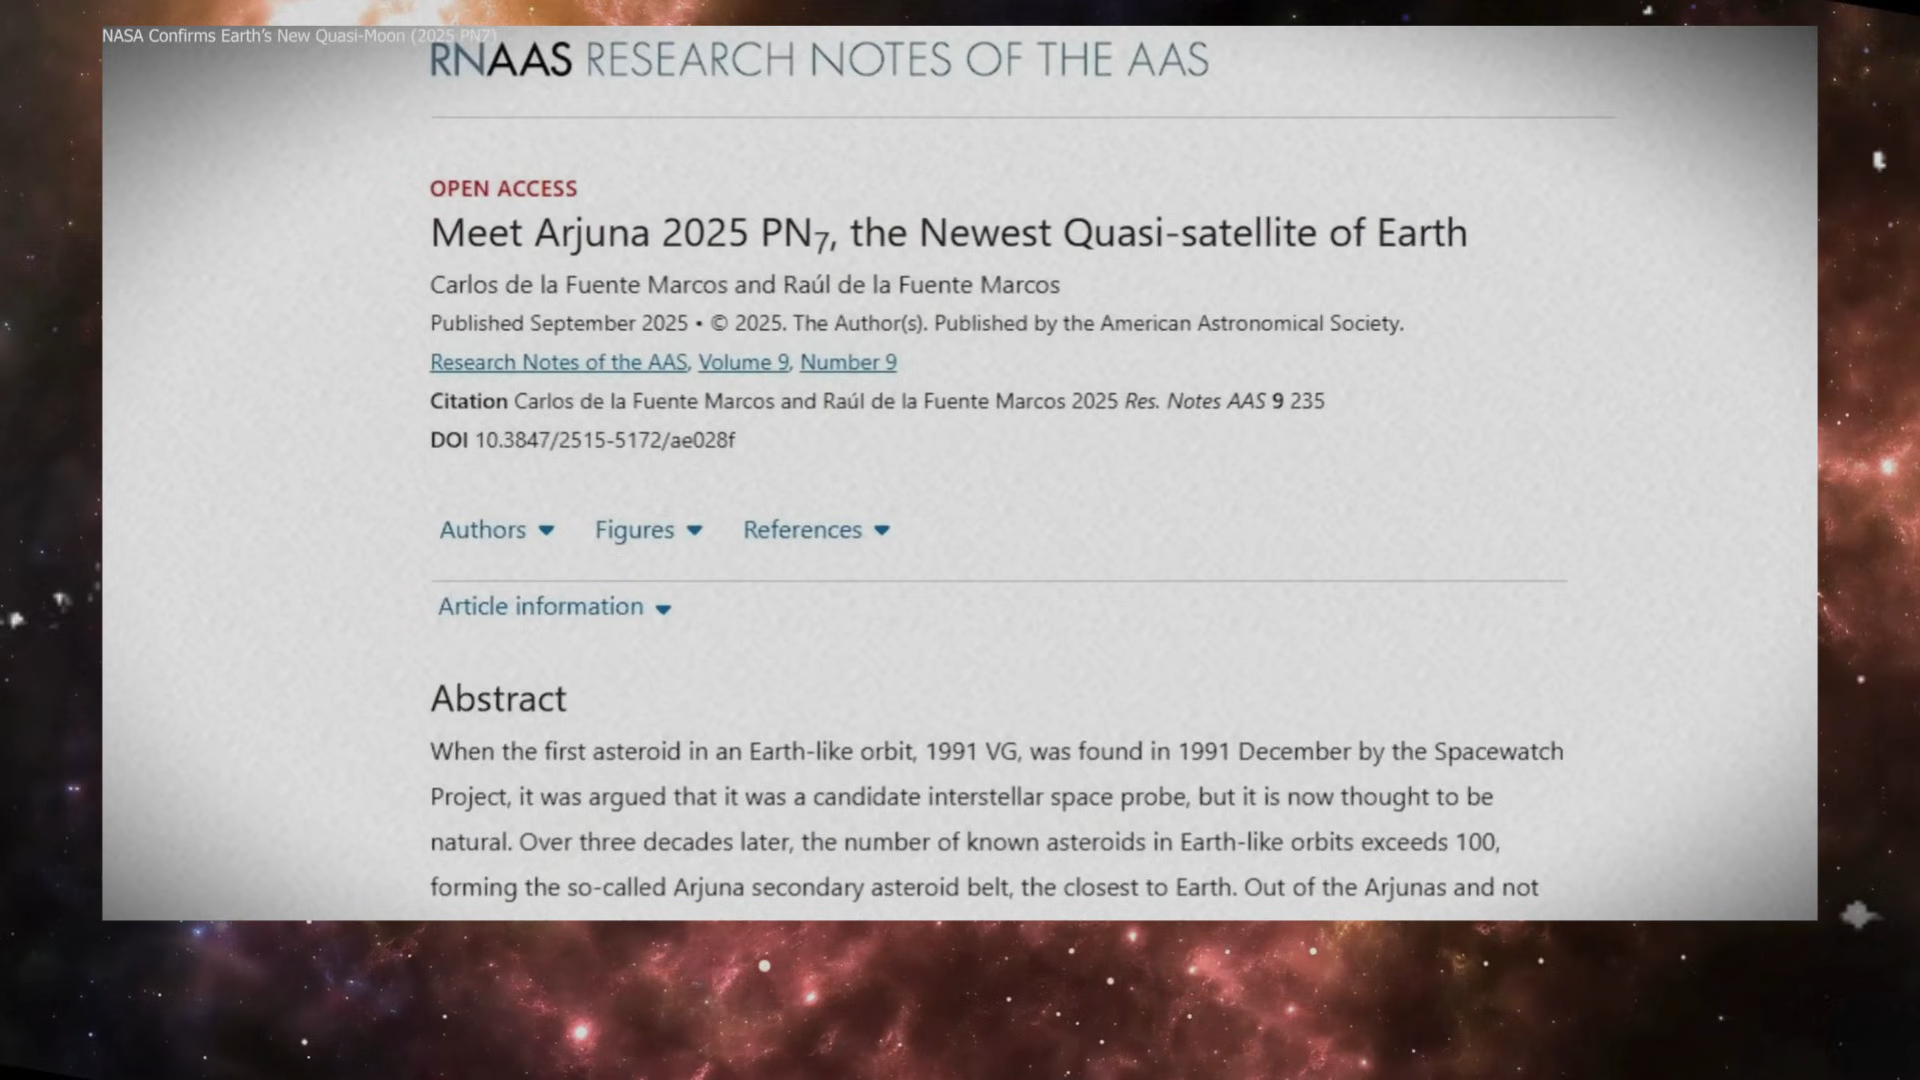 NASA Confirms Earth's New Quasi-Moon (2025 PN7)
RNAAS RESEARCH NOTES OF THE AAS
OPEN ACCESS
Meet Arjuna 2025 PN₇, the Newest Quasi-satellite of Earth
Carlos de la Fuente Marcos and Raúl de la Fuente Marcos
Published September 2025 • © 2025. The Author(s). Published by the American Astronomical Society.
Research Notes of the AAS, Volume 9, Number 9
Citation Carlos de la Fuente Marcos and Raúl de la Fuente Marcos 2025 Res. Notes AAS 9 235
DOI 10.3847/2515-5172/ae028f
Authors Figures References
Article information
Abstract
When the first asteroid in an Earth-like orbit, 1991 VG, was found in 1991 December by the Spacewatch
Project, it was argued that it was a candidate interstellar space probe, but it is now thought to be
natural. Over three decades later, the number of known asteroids in Earth-like orbits exceeds 100,
forming the so-called Arjuna secondary asteroid belt, the closest to Earth. Out of the Arjunas and not